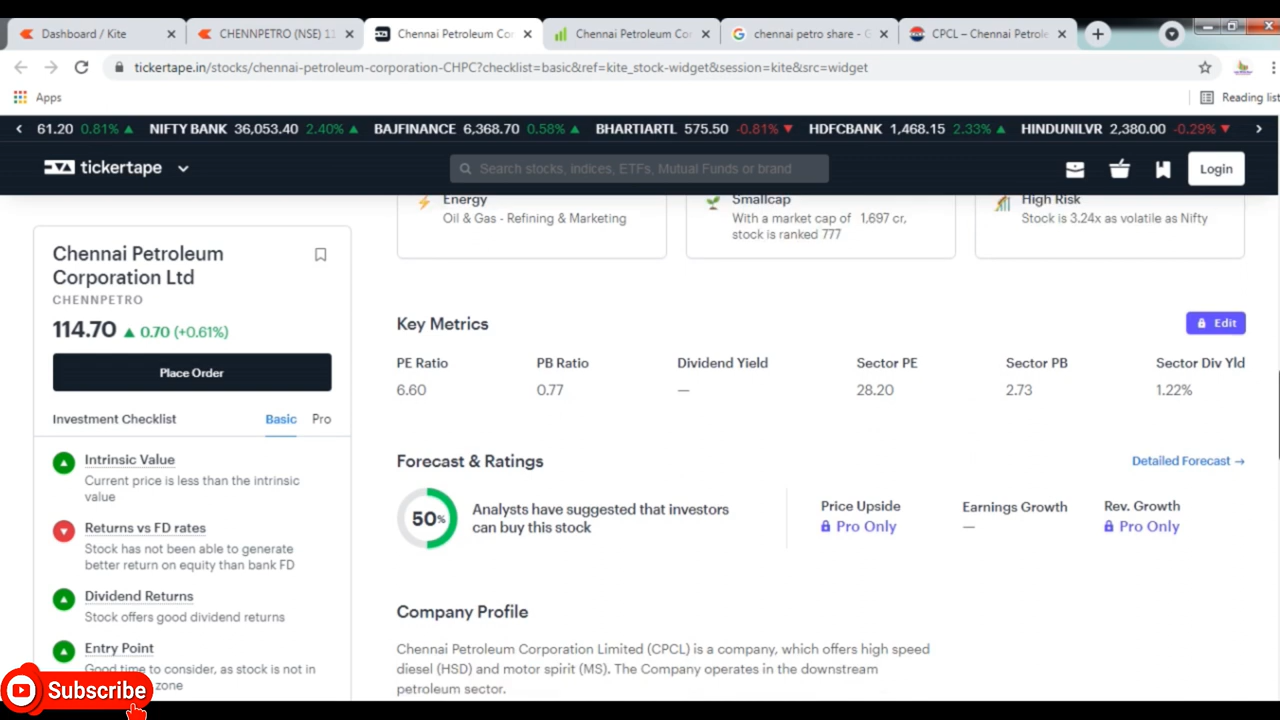 Dashboard / Kite
CHENNPETRO (NSE) 11
Chennai Petroleum Cor
Chennai Petroleum Cor
chennai petro share - G
CPCL – Chennai Petrole
tickertape.in/stocks/chennai-petroleum-corporation-CHPC?checklist=basic&ref=kite_stock-widget&session=kite&src=widget
Apps
Reading list
61.20 0.81% NIFTY BANK 36,053.40 2.40% BAJFINANCE 6,368.70 0.58% BHARTIARTL 575.50 -0.81% HDFCBANK 1,468.15 2.33% HINDUNILVR 2,380.00 -0.29%
tickertape
Search stocks, indices, ETFs, Mutual Funds or brand
Login
Energy
Oil & Gas - Refining & Marketing
Smallcap
With a market cap of ₹1,697 cr,
stock is ranked 777
High Risk
Stock is 3.24x as volatile as Nifty
Chennai Petroleum
Corporation Ltd
CHENNPETRO
114.70 ▲ 0.70 (+0.61%)
Place Order
Investment Checklist
Basic
Pro
Intrinsic Value
Current price is less than the intrinsic
value
Returns vs FD rates
Stock has not been able to generate
better return on equity than bank FD
Dividend Returns
Stock offers good dividend returns
Entry Point
Good time to consider, as stock is not in
zone
Subscribe
Key Metrics
Edit
PE Ratio PB Ratio Dividend Yield Sector PE Sector PB Sector Div Yld
6.60 0.77 — 28.20 2.73 1.22%
Forecast & Ratings
Detailed Forecast →
50%
Analysts have suggested that investors
can buy this stock
Price Upside Earnings Growth Rev. Growth
Pro Only — Pro Only
Company Profile
Chennai Petroleum Corporation Limited (CPCL) is a company, which offers high speed
diesel (HSD) and motor spirit (MS). The Company operates in the downstream
petroleum sector.